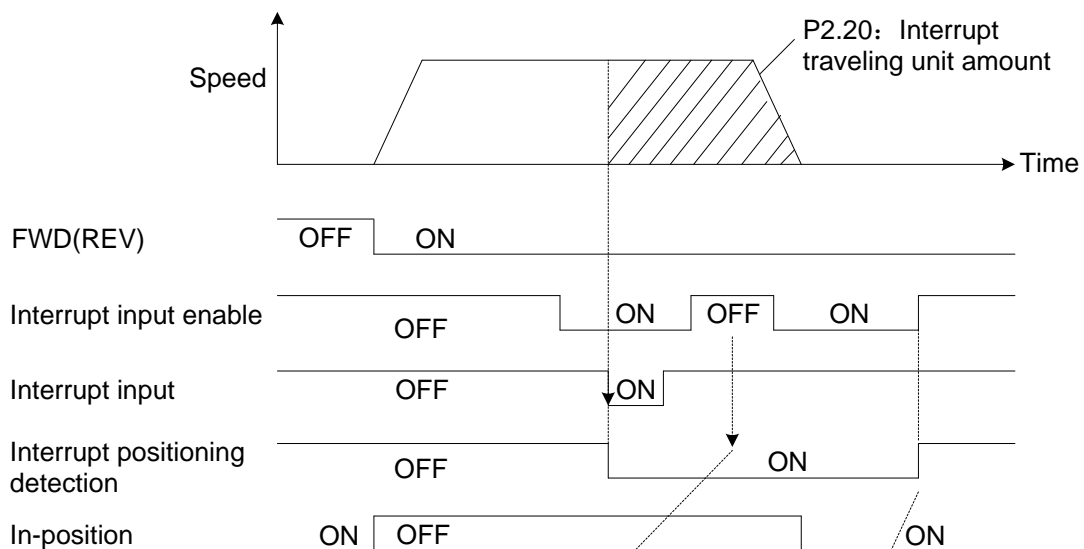 P2.20： Interrupt
traveling unit amount
Speed
Time
FWD(REV)
OFF
ON
Interrupt input enable
OFF
ON
OFF
ON
Interrupt input
OFF
ON
Interrupt positioning
detection
OFF
ON
In-position
ON
OFF
ON